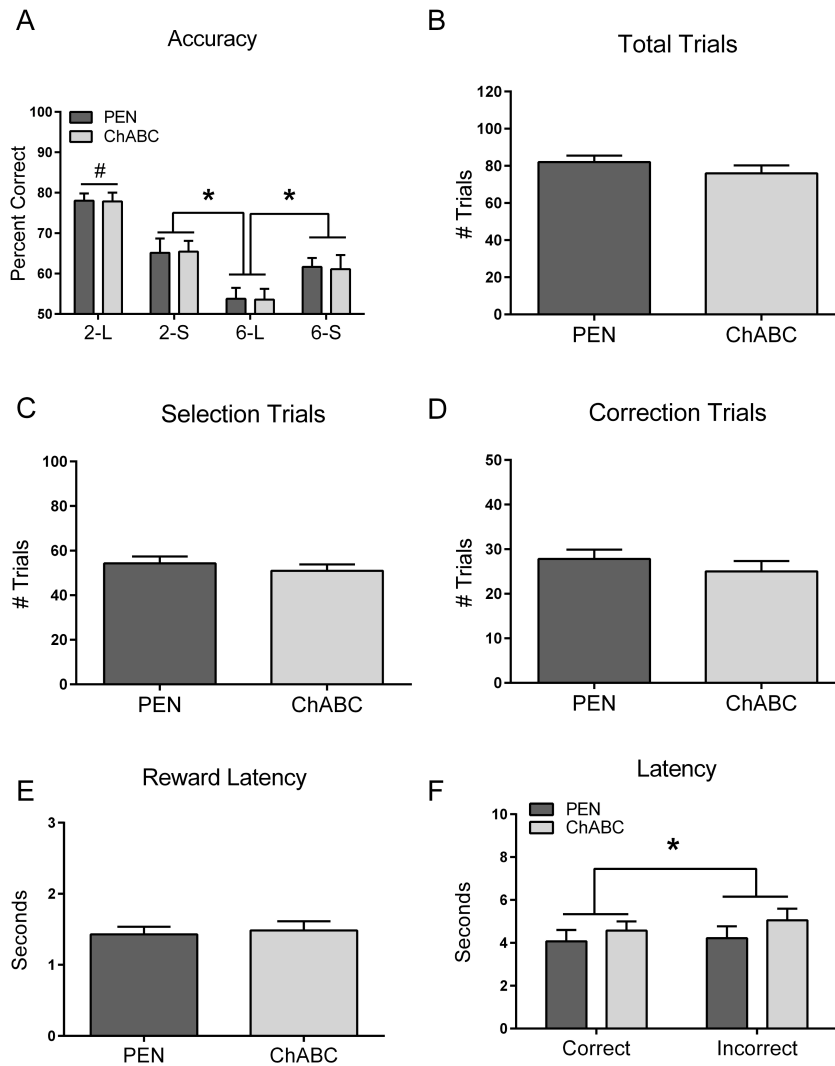 A
Accuracy
PEN
ChABC
Percent Correct
100
90
80
70
60
50
#
*
*
2-L 2-S 6-L 6-S
B
Total Trials
# Trials
120
100
80
60
40
20
0
PEN ChABC
C
Selection Trials
# Trials
100
80
60
40
20
0
PEN ChABC
D
Correction Trials
# Trials
50
40
30
20
10
0
PEN ChABC
E
Reward Latency
Seconds
3
2
1
0
PEN ChABC
F
Latency
PEN
ChABC
Seconds
10
8
6
4
2
0
*
Correct Incorrect